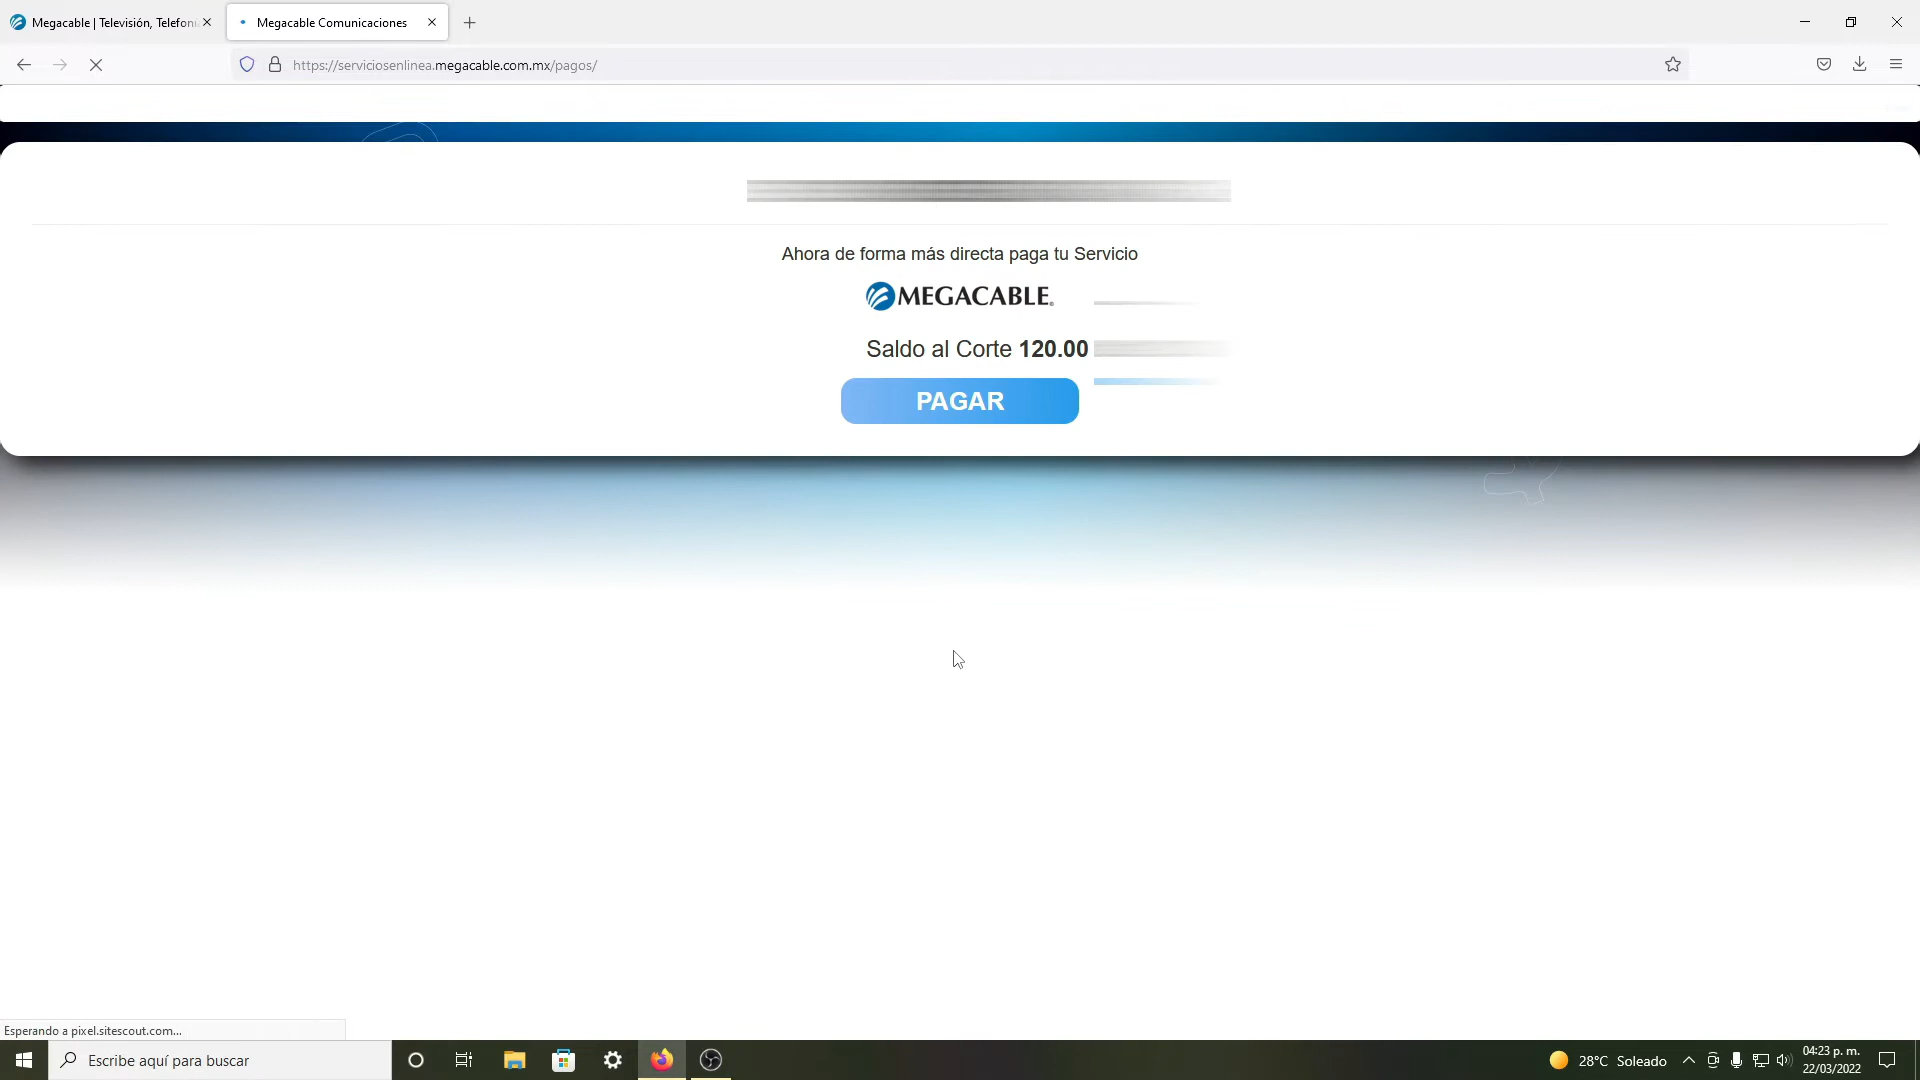 Megacable | Televisión, Telefoní
Megacable Comunicaciones
https://serviciosenlinea.megacable.com.mx/pagos/
Ahora de forma más directa paga tu Servicio
MEGACABLE®
Saldo al Corte 120.00
PAGAR
Esperando a pixel.sitescout.com...
Escribe aquí para buscar
28°C Soleado
04:23 p. m.
22/03/2022